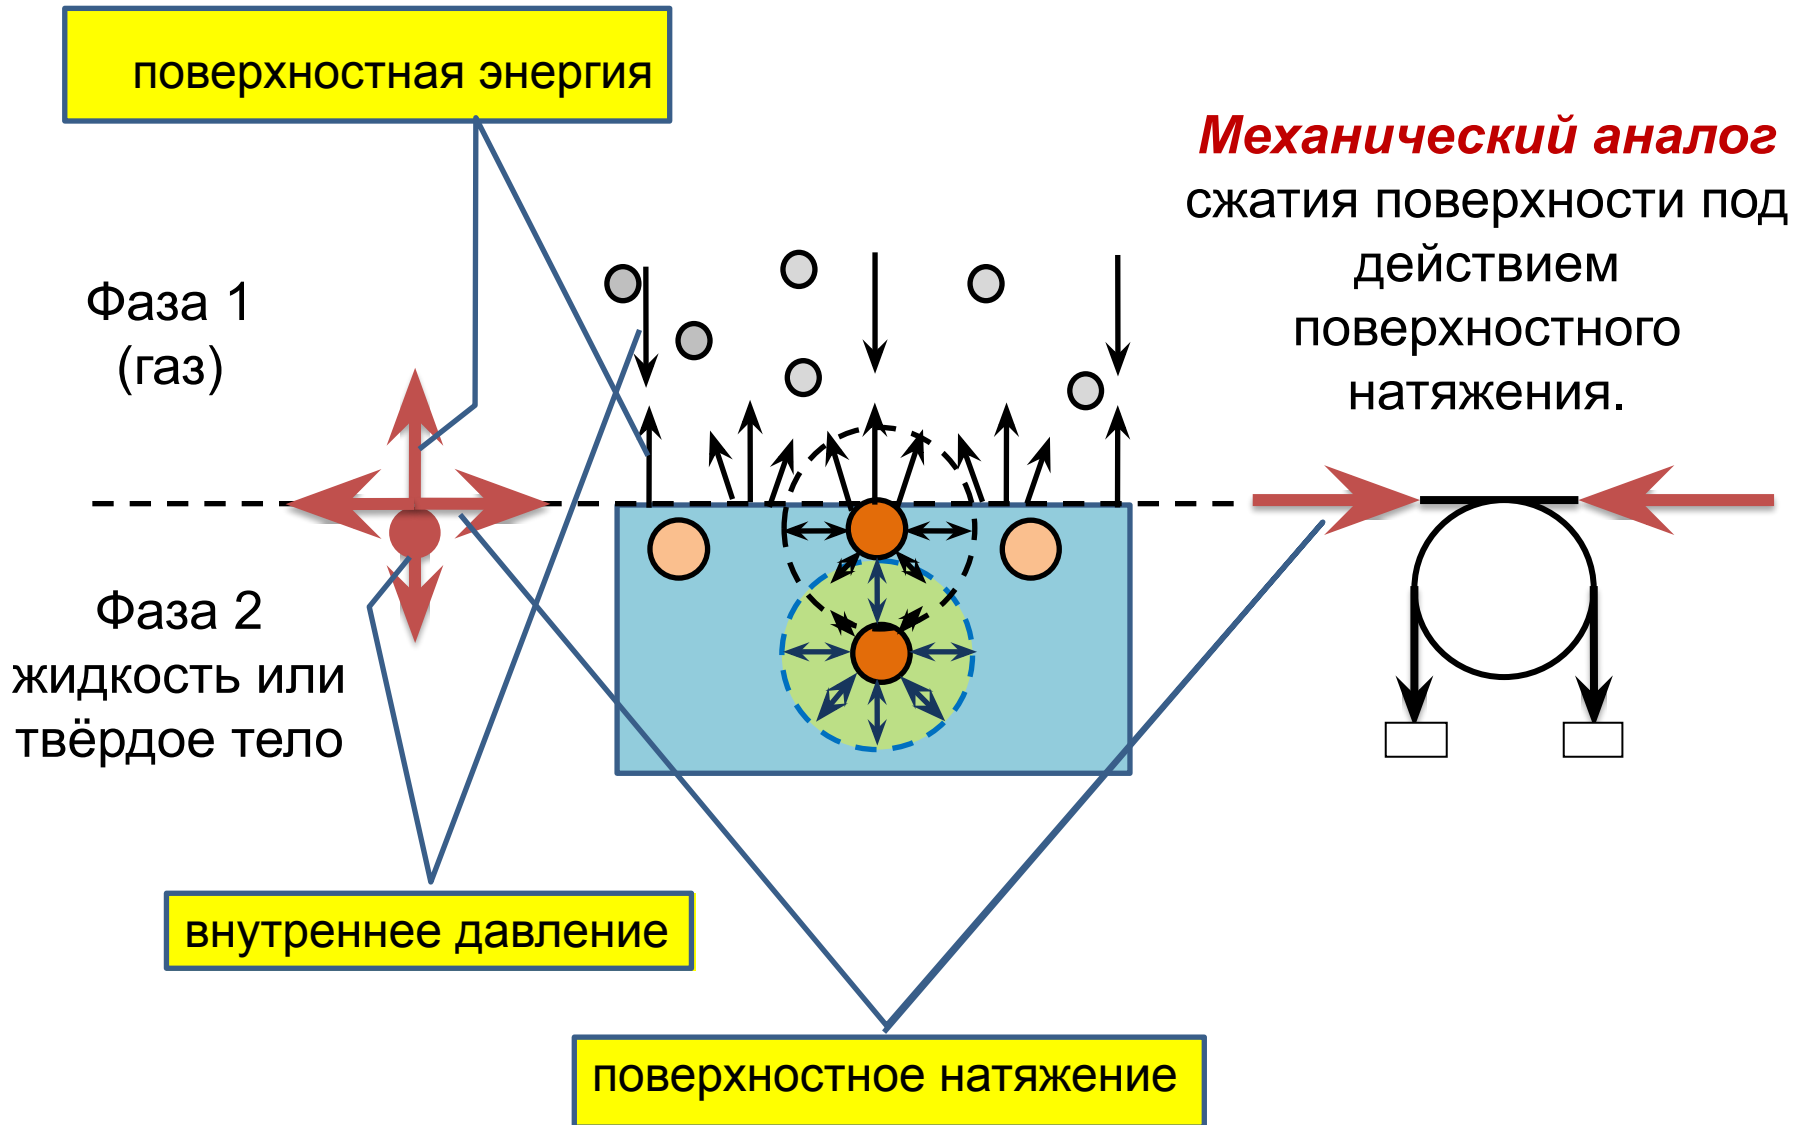 поверхностная энергия
Механический аналог
сжатия поверхности под
действием
поверхностного
натяжения.
Фаза 1
(газ)
Фаза 2
жидкость или
твёрдое тело
внутреннее давление
поверхностное натяжение